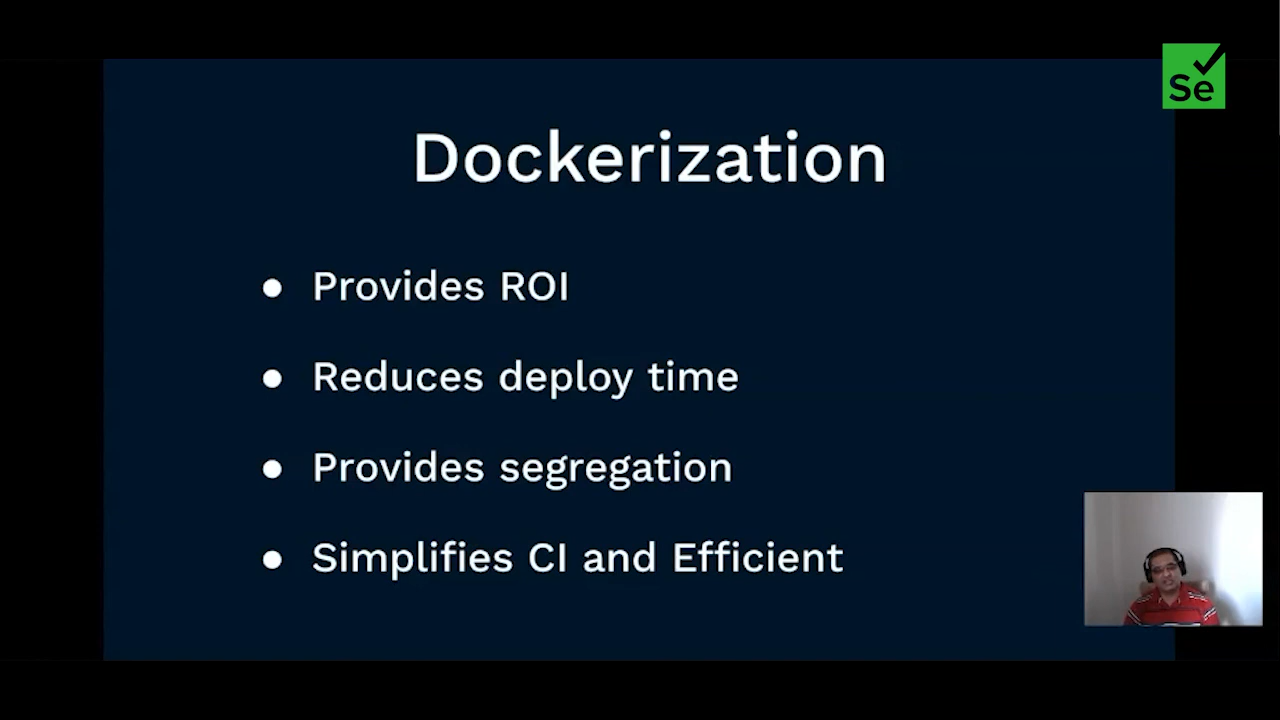 Se
Dockerization
● Provides ROI
● Reduces deploy time
● Provides segregation
● Simplifies CI and Efficient